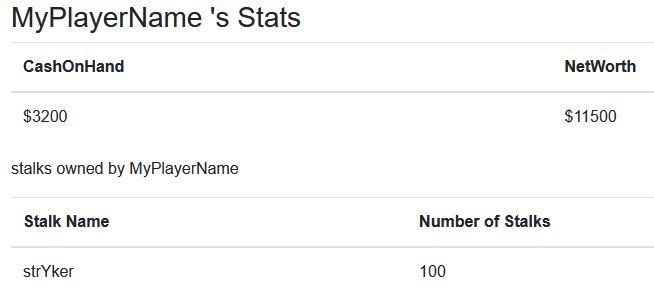 MyPlayerName 's Stats
CashOnHand NetWorth
$3200 $11500
stalks owned by MyPlayerName
Stalk Name Number of Stalks
strYker 100